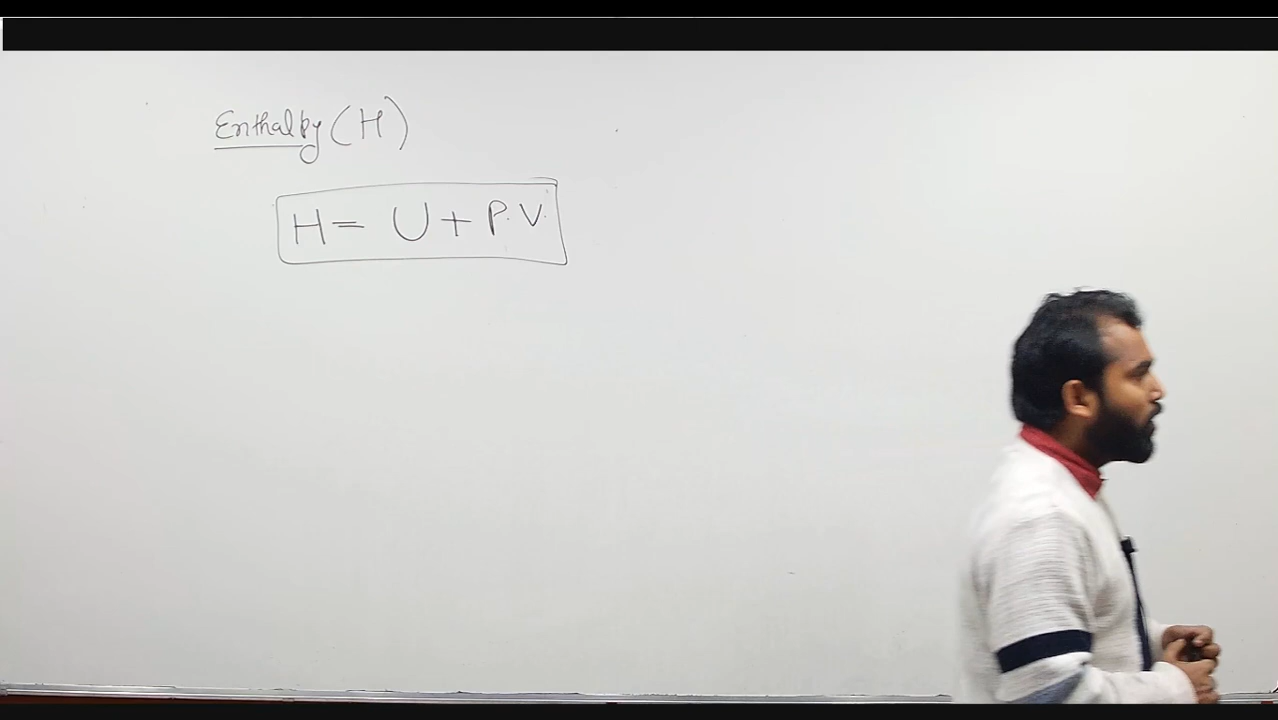 Enthalpy (H)
H = U + P.V.